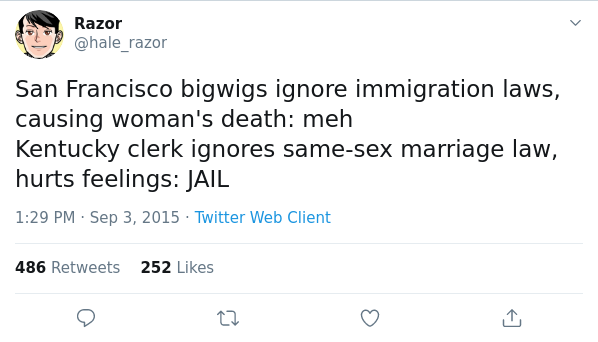 Razor
@hale_razor
San Francisco bigwigs ignore immigration laws,
causing woman's death: meh
Kentucky clerk ignores same-sex marriage law,
hurts feelings: JAIL
1:29 PM · Sep 3, 2015 · Twitter Web Client
486 Retweets 252 Likes